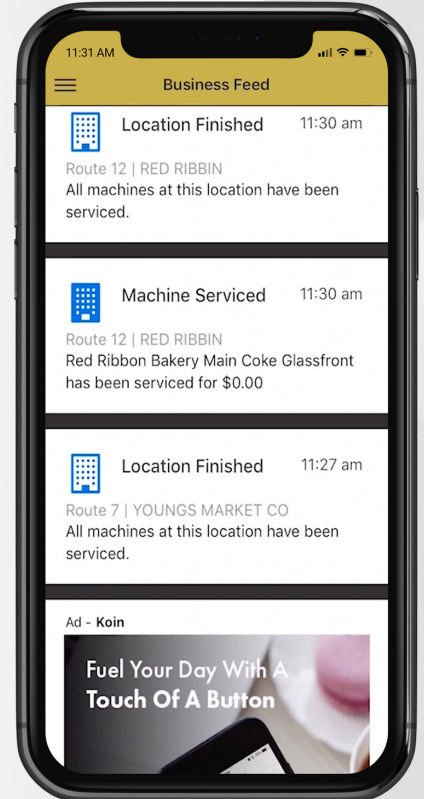 11:31 AM
Business Feed
Location Finished 11:30 am
Route 12 | RED RIBBIN
All machines at this location have been
serviced.
Machine Serviced 11:30 am
Route 12 | RED RIBBIN
Red Ribbon Bakery Main Coke Glassfront
has been serviced for $0.00
Location Finished 11:27 am
Route 7 | YOUNGS MARKET CO
All machines at this location have been
serviced.
Ad - Koin
Fuel Your Day With A
Touch Of A Button